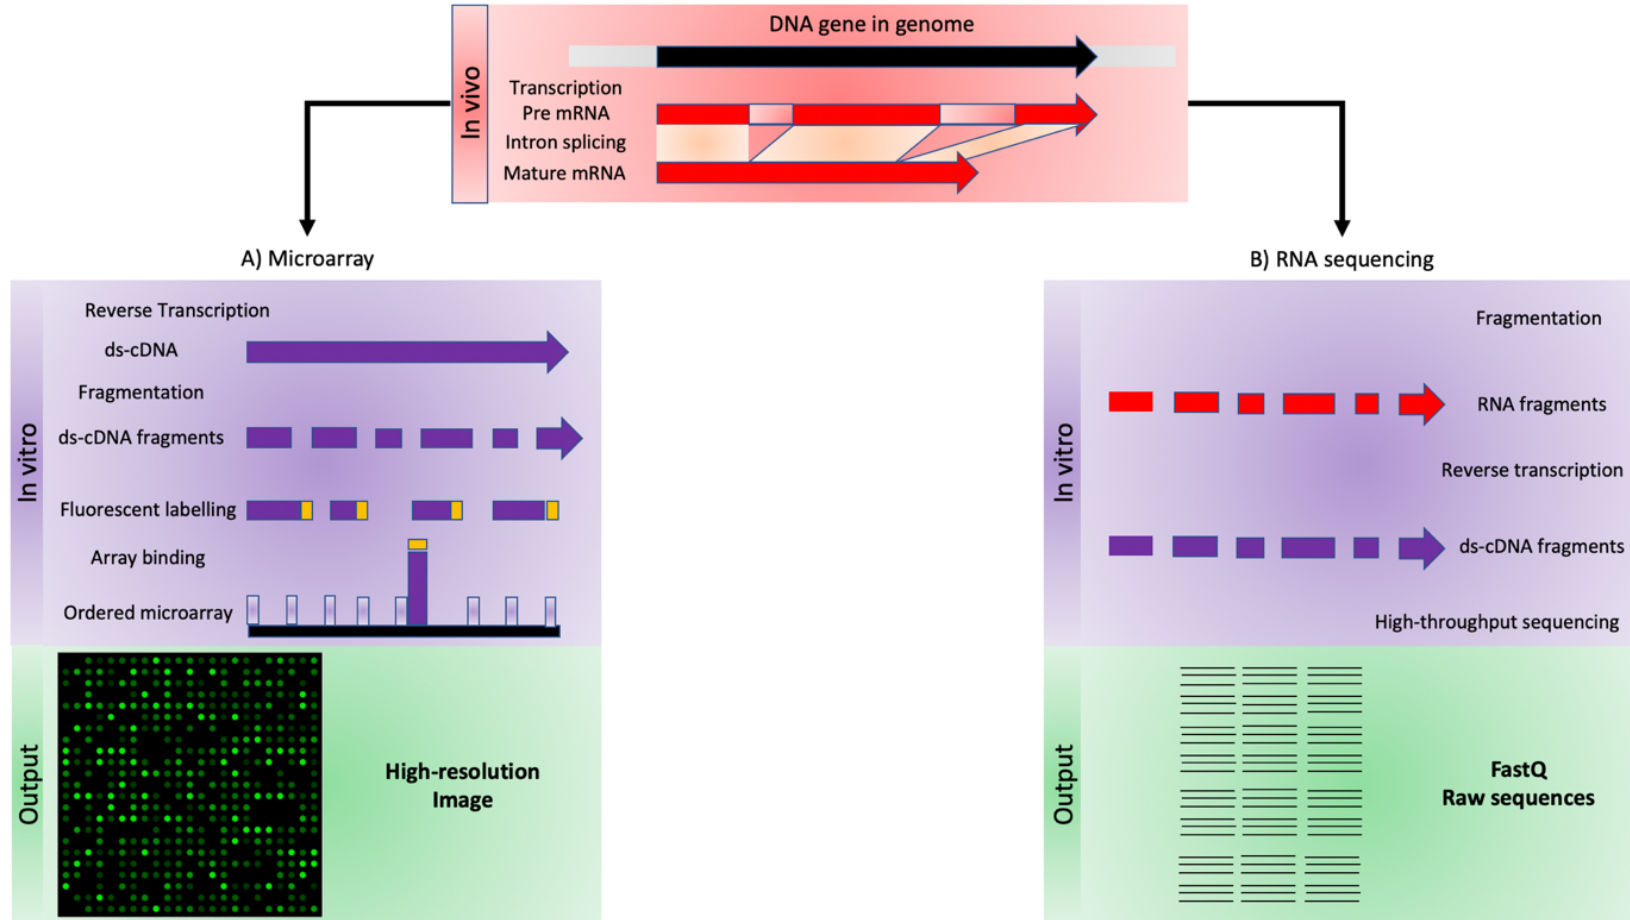 In vivo
DNA gene in genome
Transcription
Pre mRNA
Intron splicing
Mature mRNA
A) Microarray
In vitro
Reverse Transcription
ds-cDNA
Fragmentation
ds-cDNA fragments
Fluorescent labelling
Array binding
Ordered microarray
Output
High-resolution
Image
B) RNA sequencing
In vitro
Fragmentation
RNA fragments
Reverse transcription
ds-cDNA fragments
High-throughput sequencing
Output
FastQ
Raw sequences